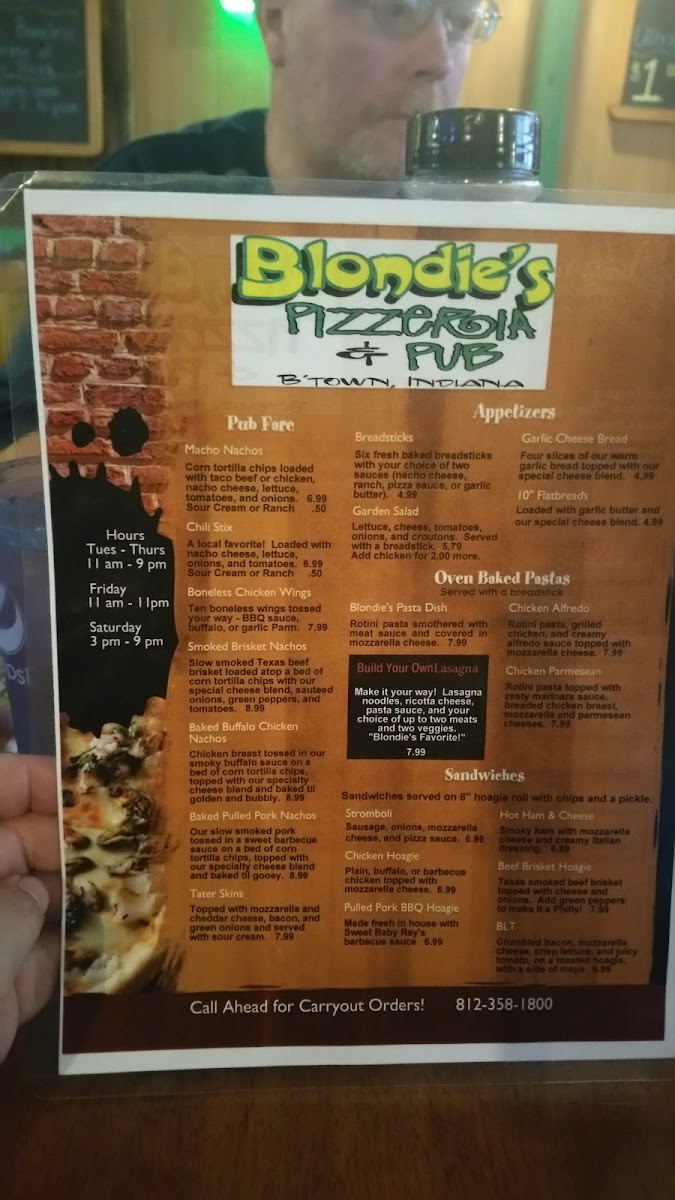 $1
Blondie's
PIZZERIA
& PUB
B'TOWN, INDIANA
Hours
Tues - Thurs
11 am - 9 pm
Friday
11 am - 11pm
Saturday
3 pm - 9 pm
Pub Fare
Macho Nachos
Corn tortilla chips loaded
with taco beef or chicken,
nacho cheese, lettuce,
tomatoes, and onions. 6.99
Sour Cream or Ranch .50
Chili Stix
A local favorite! Loaded with
nacho cheese, lettuce,
onions, and tomatoes. 6.99
Sour Cream or Ranch .50
Boneless Chicken Wings
Ten boneless wings tossed
your way - BBQ sauce,
buffalo, or garlic Parm. 7.99
Smoked Brisket Nachos
Slow smoked Texas beef
brisket loaded atop a bed of
corn tortilla chips with our
special cheese blend, sauteed
onions, green peppers, and
tomatoes. 8.99
Baked Buffalo Chicken
Nachos
Chicken breast tossed in our
smoky buffalo sauce on a
bed of corn tortilla chips,
topped with our specialty
cheese blend and baked til
golden and bubbly. 8.99
Baked Pulled Pork Nachos
Our slow smoked pork
tossed in a sweet barbecue
sauce on a bed of corn
tortilla chips, topped with
our specialty cheese blend
and baked til gooey. 8.99
Tater Skins
Topped with mozzarella and
cheddar cheese, bacon, and
green onions and served
with sour cream. 7.99
Appetizers
Breadsticks
Six fresh baked breadsticks
with your choice of two
sauces (nacho cheese,
ranch, pizza sauce, or garlic
butter). 4.99
Garden Salad
Lettuce, cheese, tomatoes,
onions, and croutons. Served
with a breadstick. 5.79
Add chicken for 2.00 more.
Garlic Cheese Bread
Four slices of our warm
garlic bread topped with our
special cheese blend. 4.99
10" Flatbreads
Loaded with garlic butter and
our special cheese blend. 4.99
Oven Baked Pastas
Served with a breadstick
Blondie's Pasta Dish
Rotini pasta smothered with
meat sauce and covered in
mozzarella cheese. 7.99
Build Your Own Lasagna
Make it your way! Lasagna
noodles, ricotta cheese,
pasta sauce, and your
choice of up to two meats
and two veggies.
"Blondie's Favorite!"
7.99
Chicken Alfredo
Rotini pasta, grilled
chicken, and creamy
alfredo sauce topped with
mozzarella cheese. 7.99
Chicken Parmesean
Rotini pasta topped with
zesty marinara sauce,
breaded chicken breast,
mozzarella and parmesean
cheeses. 7.99
Sandwiches
Sandwiches served on 8" hoagie roll with chips and a pickle.
Stromboli
Sausage, onions, mozzarella
cheese, and pizza sauce. 6.99
Chicken Hoagie
Plain, buffalo, or barbecue
chicken topped with
mozzarella cheese. 6.99
Pulled Pork BBQ Hoagie
Made fresh in house with
Sweet Baby Ray's
barbecue sauce 6.99
Hot Ham & Cheese
Smoky ham with mozzarella
cheese and creamy Italian
dressing. 6.69
Beef Brisket Hoagie
Texas smoked beef brisket
topped with cheese and
onions. Add green peppers
to make it a Philly! 7.99
BLT
Crumbled bacon, mozzarella
cheese, crisp lettuce, and juicy
tomato, on a toasted hoagie,
with a side of mayo 6.99
Call Ahead for Carryout Orders! 812-358-1800